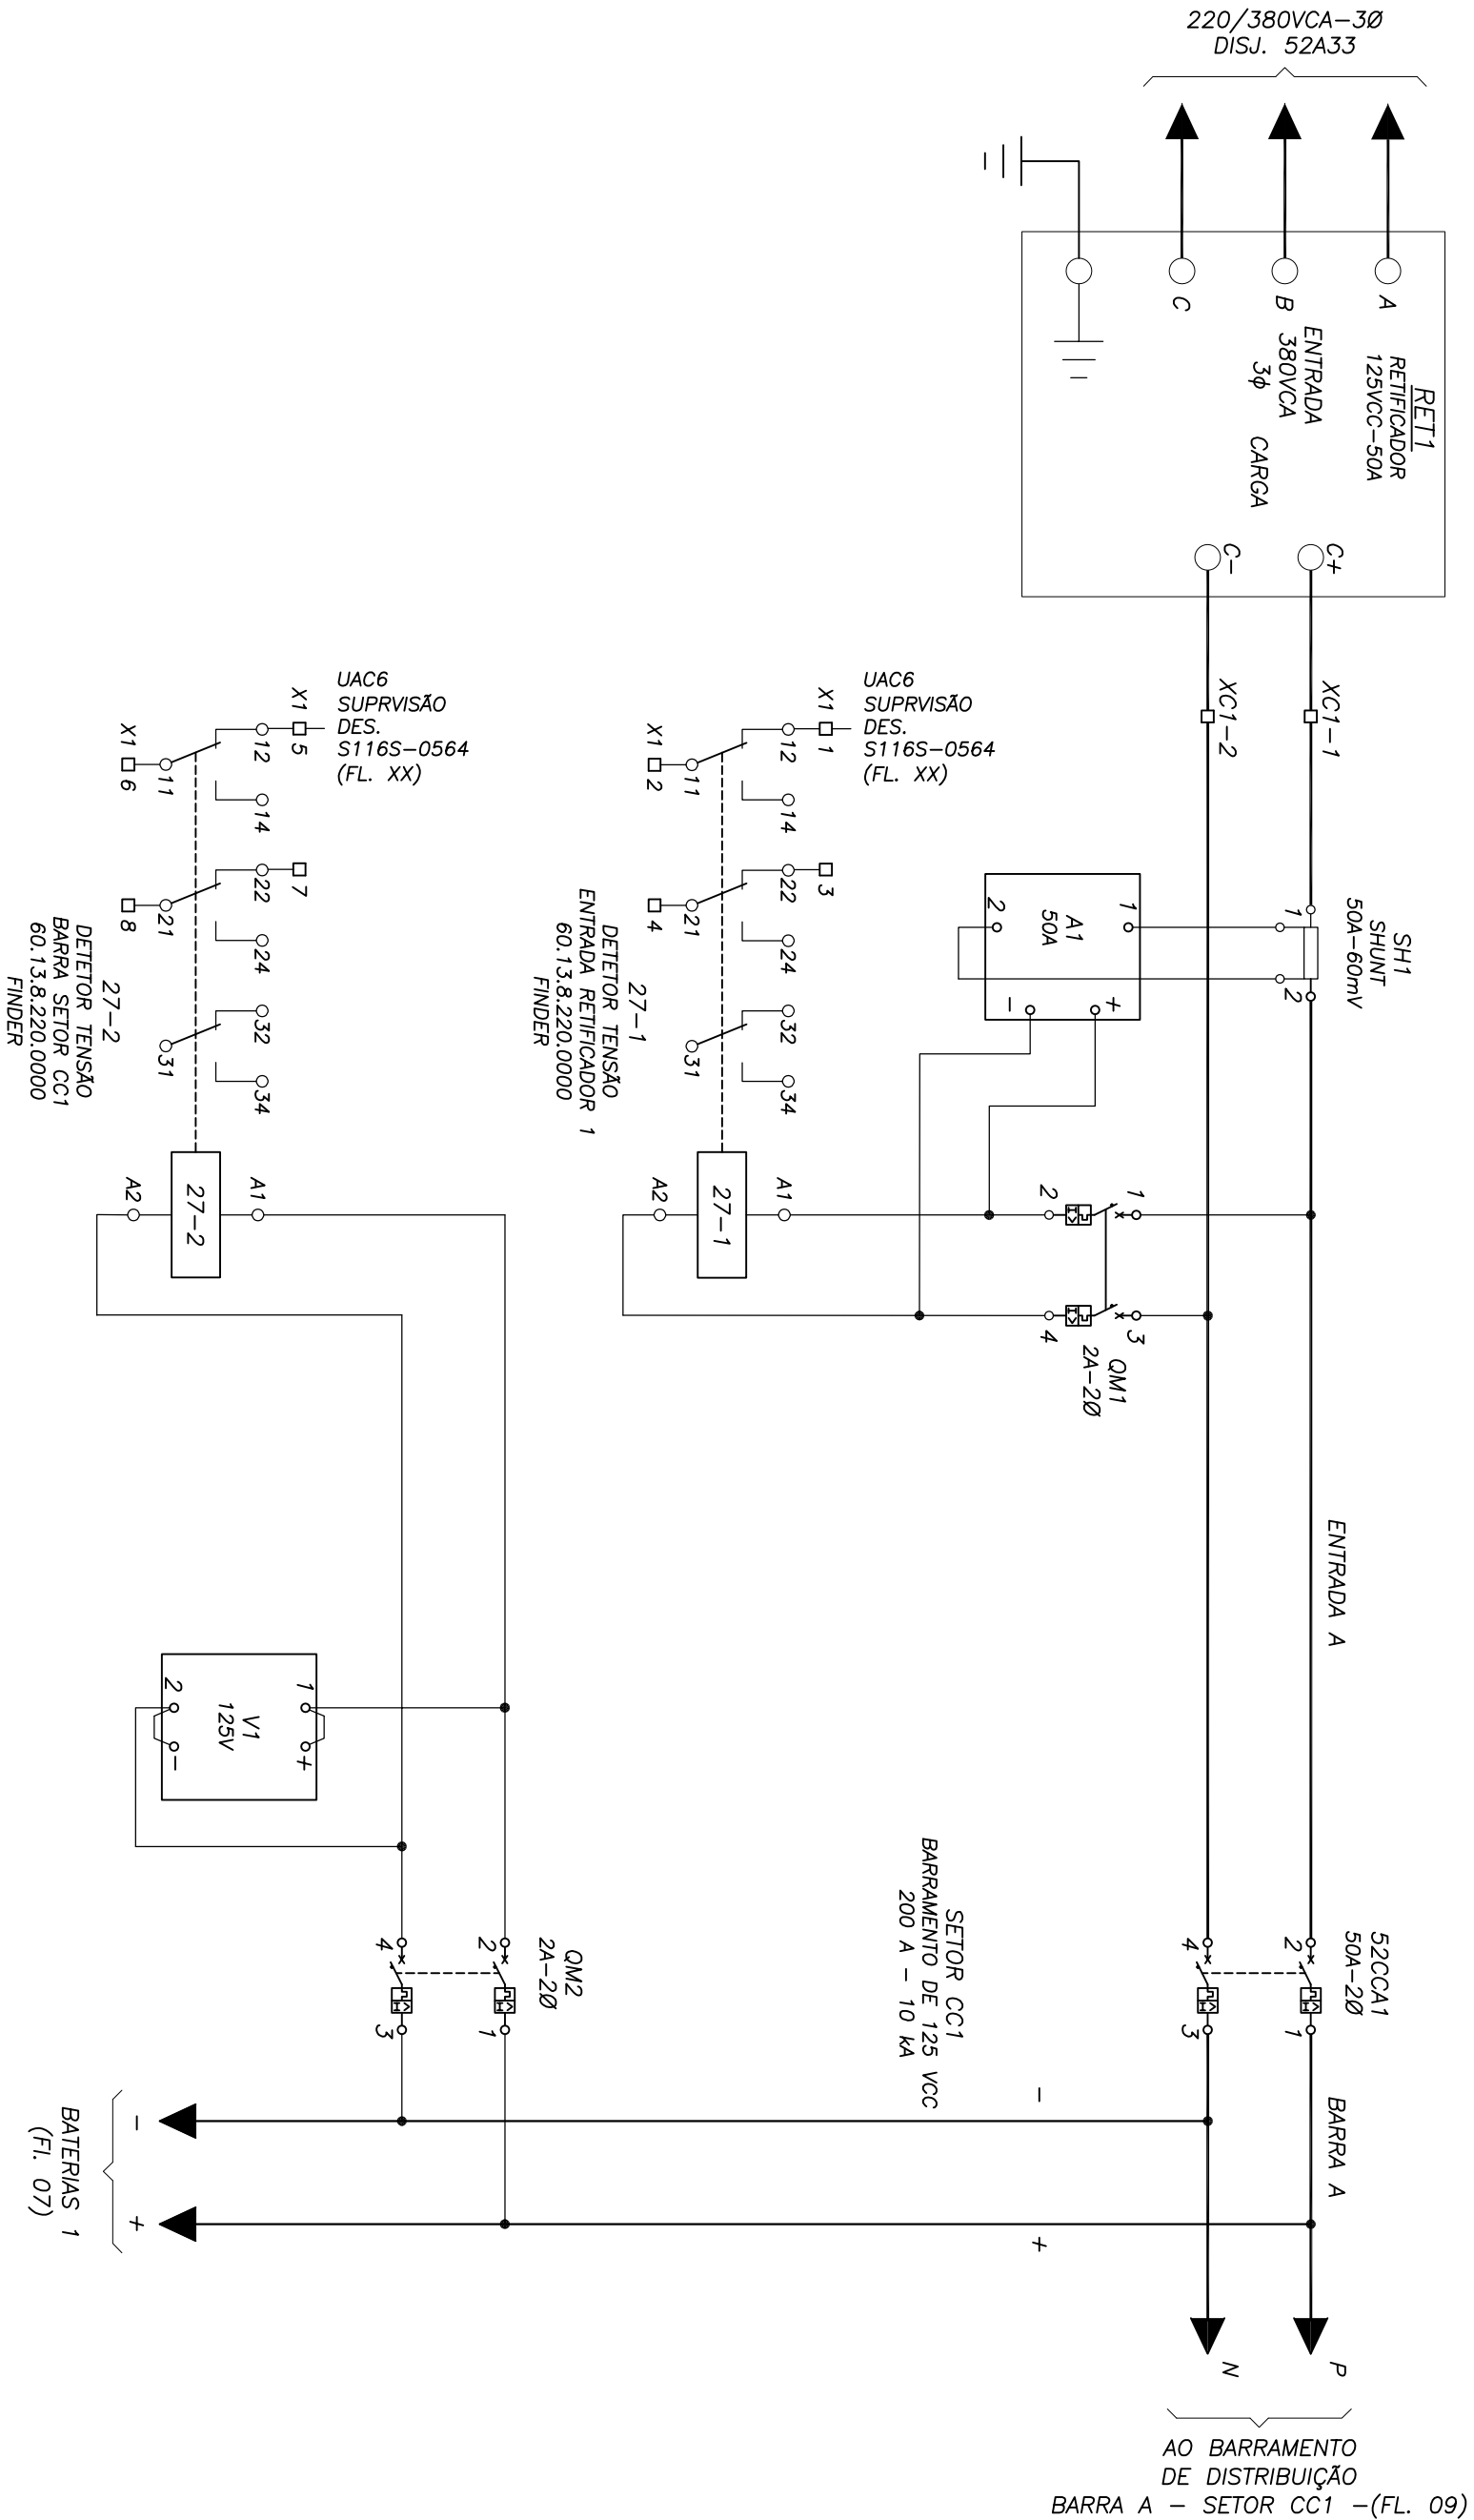 220/380VCA-3Ø
DISJ. 52A33
A
B
C
RET1
RETIFICADOR
125VCC-50A
ENTRADA
380VCA
3ϕ
CARGA
C+
C-
XC1-1
XC1-2
SH1
SHUNT
50A-60mV
1
2
A1
50A
1
2
+
-
UAC6
SUPRVISÃO
DES.
S116S-0564
(FL. XX)
X1
1
X1
2
3
4
12
11
14
22
21
24
32
31
34
27-1
DETETOR TENSÃO
ENTRADA RETIFICADOR 1
60.13.8.220.0000
FINDER
A1
27-1
A2
1
2
3
4
QM1
2A-2Ø
UAC6
SUPRVISÃO
DES.
S116S-0564
(FL. XX)
X1
5
X1
6
7
8
12
11
14
22
21
24
32
31
34
27-2
DETETOR TENSÃO
BARRA SETOR CC1
60.13.8.220.0000
FINDER
A1
27-2
A2
ENTRADA A
V1
125V
1
2
+
-
QM2
2A-2Ø
2
1
4
3
52CCA1
50A-2Ø
2
1
4
3
SETOR CC1
BARRAMENTO DE 125 VCC
200 A - 10 kA
BARRA A
-
+
-
+
BATERIAS 1
(Fl. 07)
P
N
AO BARRAMENTO
DE DISTRIBUIÇÃO
BARRA A - SETOR CC1 -(FL. 09)